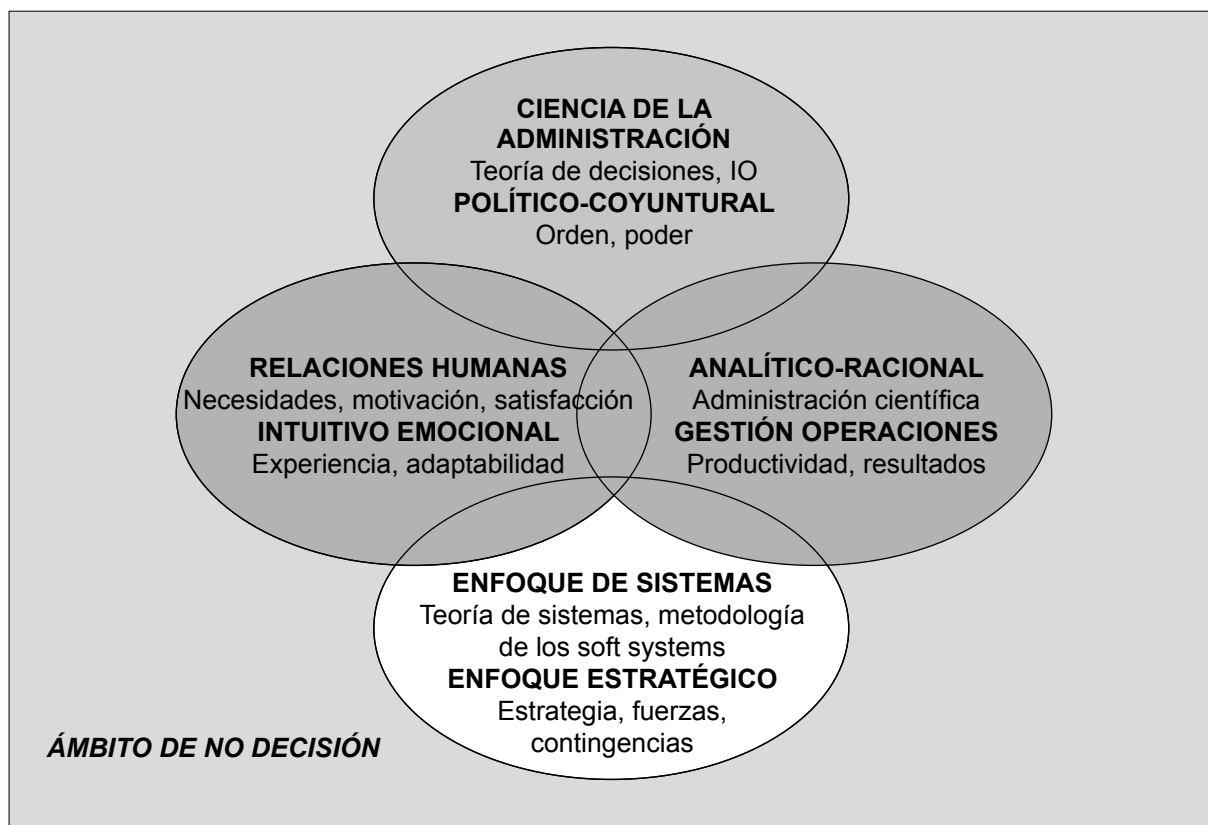 CIENCIA DE LA
ADMINISTRACIÓN
Teoría de decisiones, IO
POLÍTICO-COYUNTURAL
Orden, poder
RELACIONES HUMANAS
Necesidades, motivación, satisfacción
INTUITIVO EMOCIONAL
Experiencia, adaptabilidad
ANALÍTICO-RACIONAL
Administración científica
GESTIÓN OPERACIONES
Productividad, resultados
ENFOQUE DE SISTEMAS
Teoría de sistemas, metodología
de los soft systems
ENFOQUE ESTRATÉGICO
Estrategia, fuerzas,
contingencias
ÁMBITO DE NO DECISIÓN